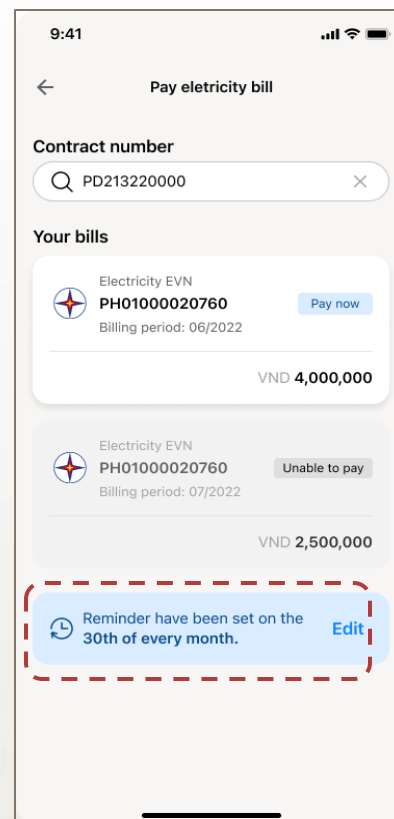 9:41
Pay eletricity bill
Contract number
PD213220000
Your bills
Electricity EVN
PH01000020760
Pay now
Billing period: 06/2022
VND 4,000,000
Electricity EVN
PH01000020760
Unable to pay
Billing period: 07/2022
VND 2,500,000
Reminder have been set on the
30th of every month.
Edit